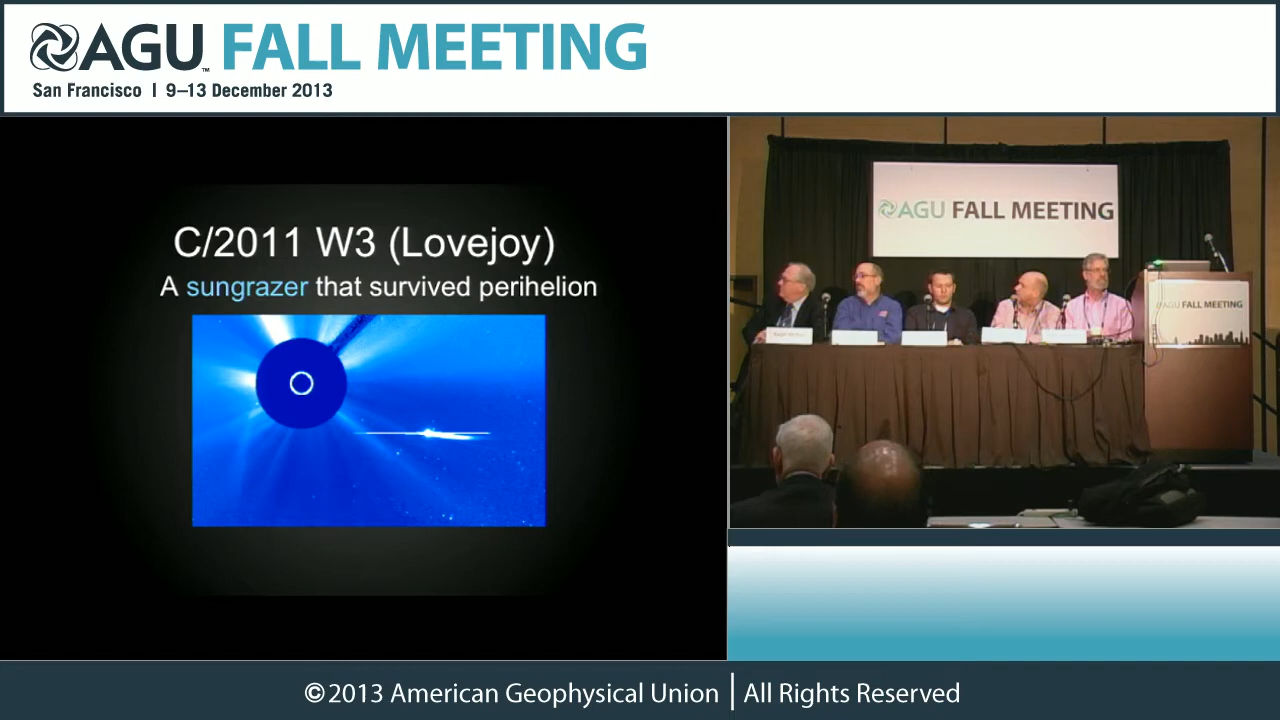 AGU FALL MEETING
San Francisco | 9–13 December 2013
C/2011 W3 (Lovejoy)
A sungrazer that survived perihelion
AGU FALL MEETING
AGU FALL MEETING
©2013 American Geophysical Union | All Rights Reserved